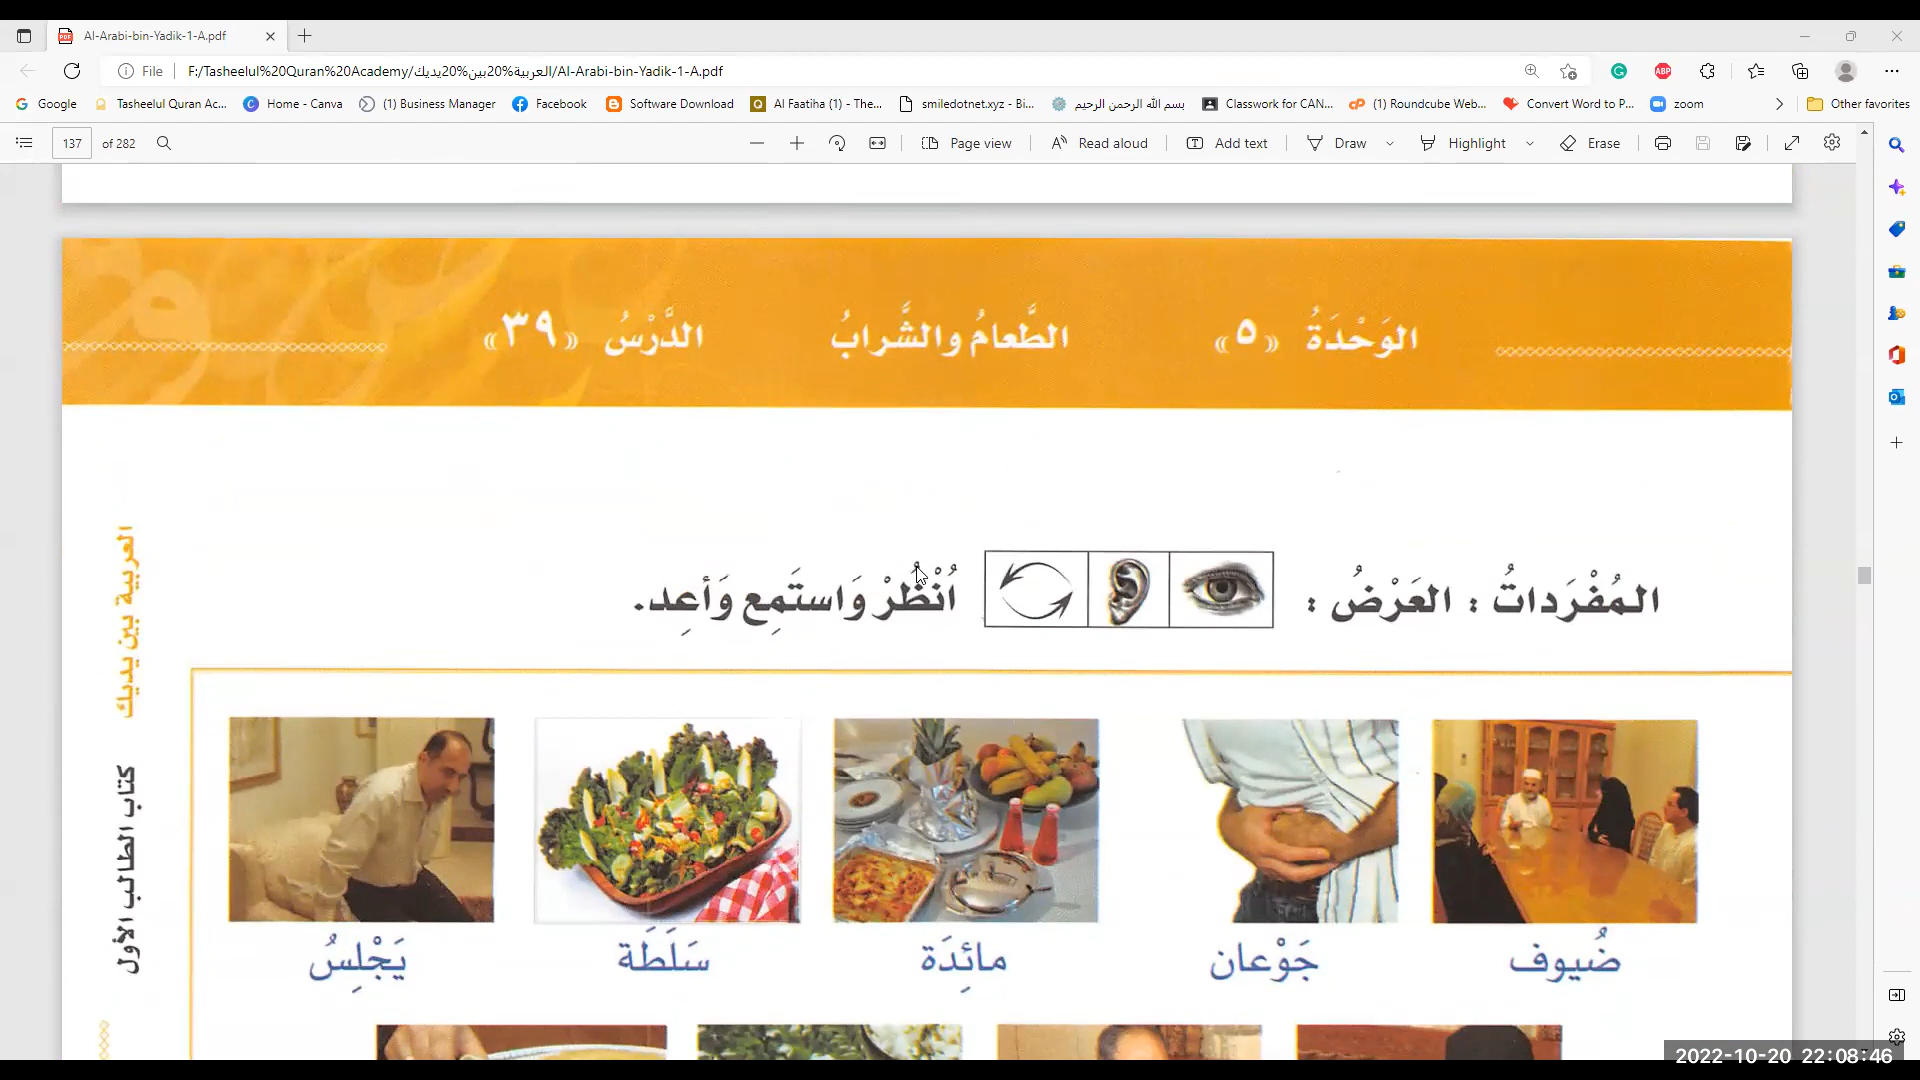 Al-Arabi-bin-Yadik-1-A.pdf
File F:/Tasheelul%20Quran%20Academy/العربية%20بين%20يديك/Al-Arabi-bin-Yadik-1-A.pdf
Google Tasheelul Quran Ac... Home - Canva (1) Business Manager Facebook Software Download Al Faatiha (1) - The... smiledotnet.xyz - Bi... بسم الله الرحمن الرحيم Classwork for CAN... (1) Roundcube Web... Convert Word to P... zoom Other favorites
137 of 282 Page view Read aloud Add text Draw Highlight Erase
الوَحْدَةُ «٥» الطَّعامُ والشَّرابُ الدَّرْسُ «٣٩»
المُفْرَداتُ : العَرْضُ : اُنْظُرْ وَاستَمِع وَأعِد.
ضُيوف جَوْعان مائِدَة سَلَطَة يَجْلِسُ
العربية بين يديك
كتاب الطالب الأول
2022-10-20 22:08:46